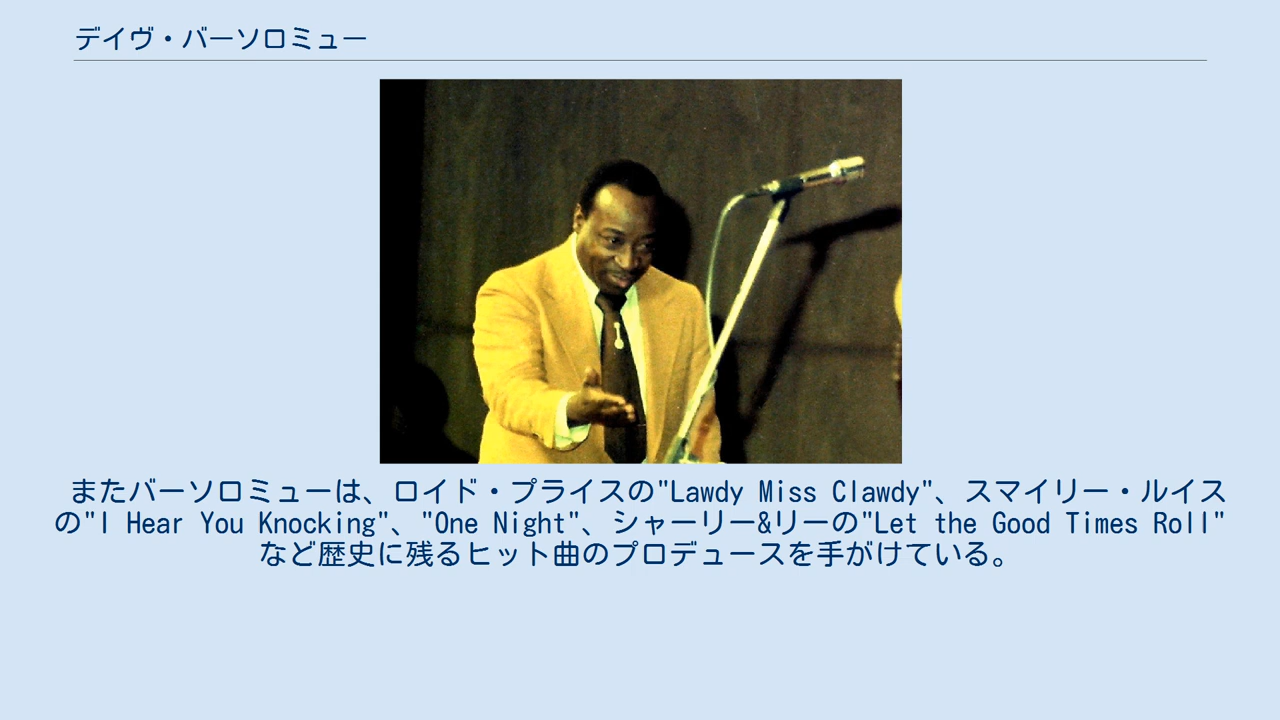 デイヴ・バーソロミュー
またバーソロミューは、ロイド・プライスの"Lawdy Miss Clawdy"、スマイリー・ルイス
の"I Hear You Knocking"、"One Night"、シャーリー&リーの"Let the Good Times Roll"
など歴史に残るヒット曲のプロデュースを手がけている。